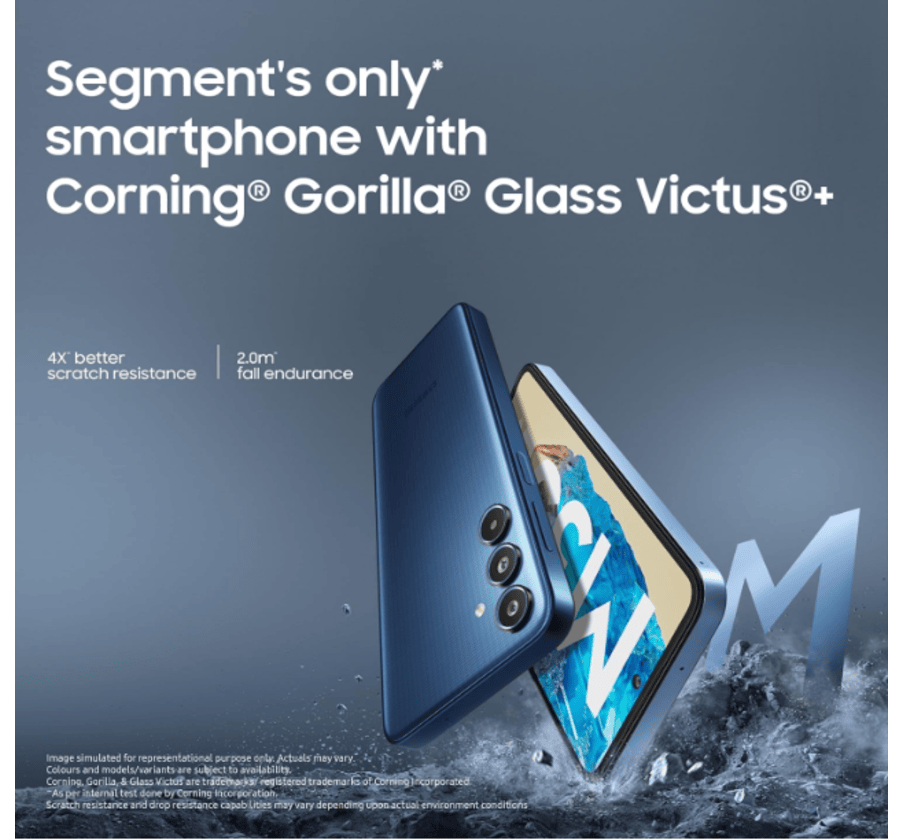 Segment's only*
smartphone with
Corning® Gorilla® Glass Victus®+
4X^ better
scratch resistance
2.0m^
fall endurance
M
Image simulated for representational purpose only. Actuals may vary.
Colours and models/variants are subject to availability.
Corning, Gorilla, & Glass Victus are trademarks/ registered trademarks of Corning Incorporated.
^As per internal test done by Corning Incorporation.
Scratch resistance and drop resistance capabilities may vary depending upon actual environment conditions